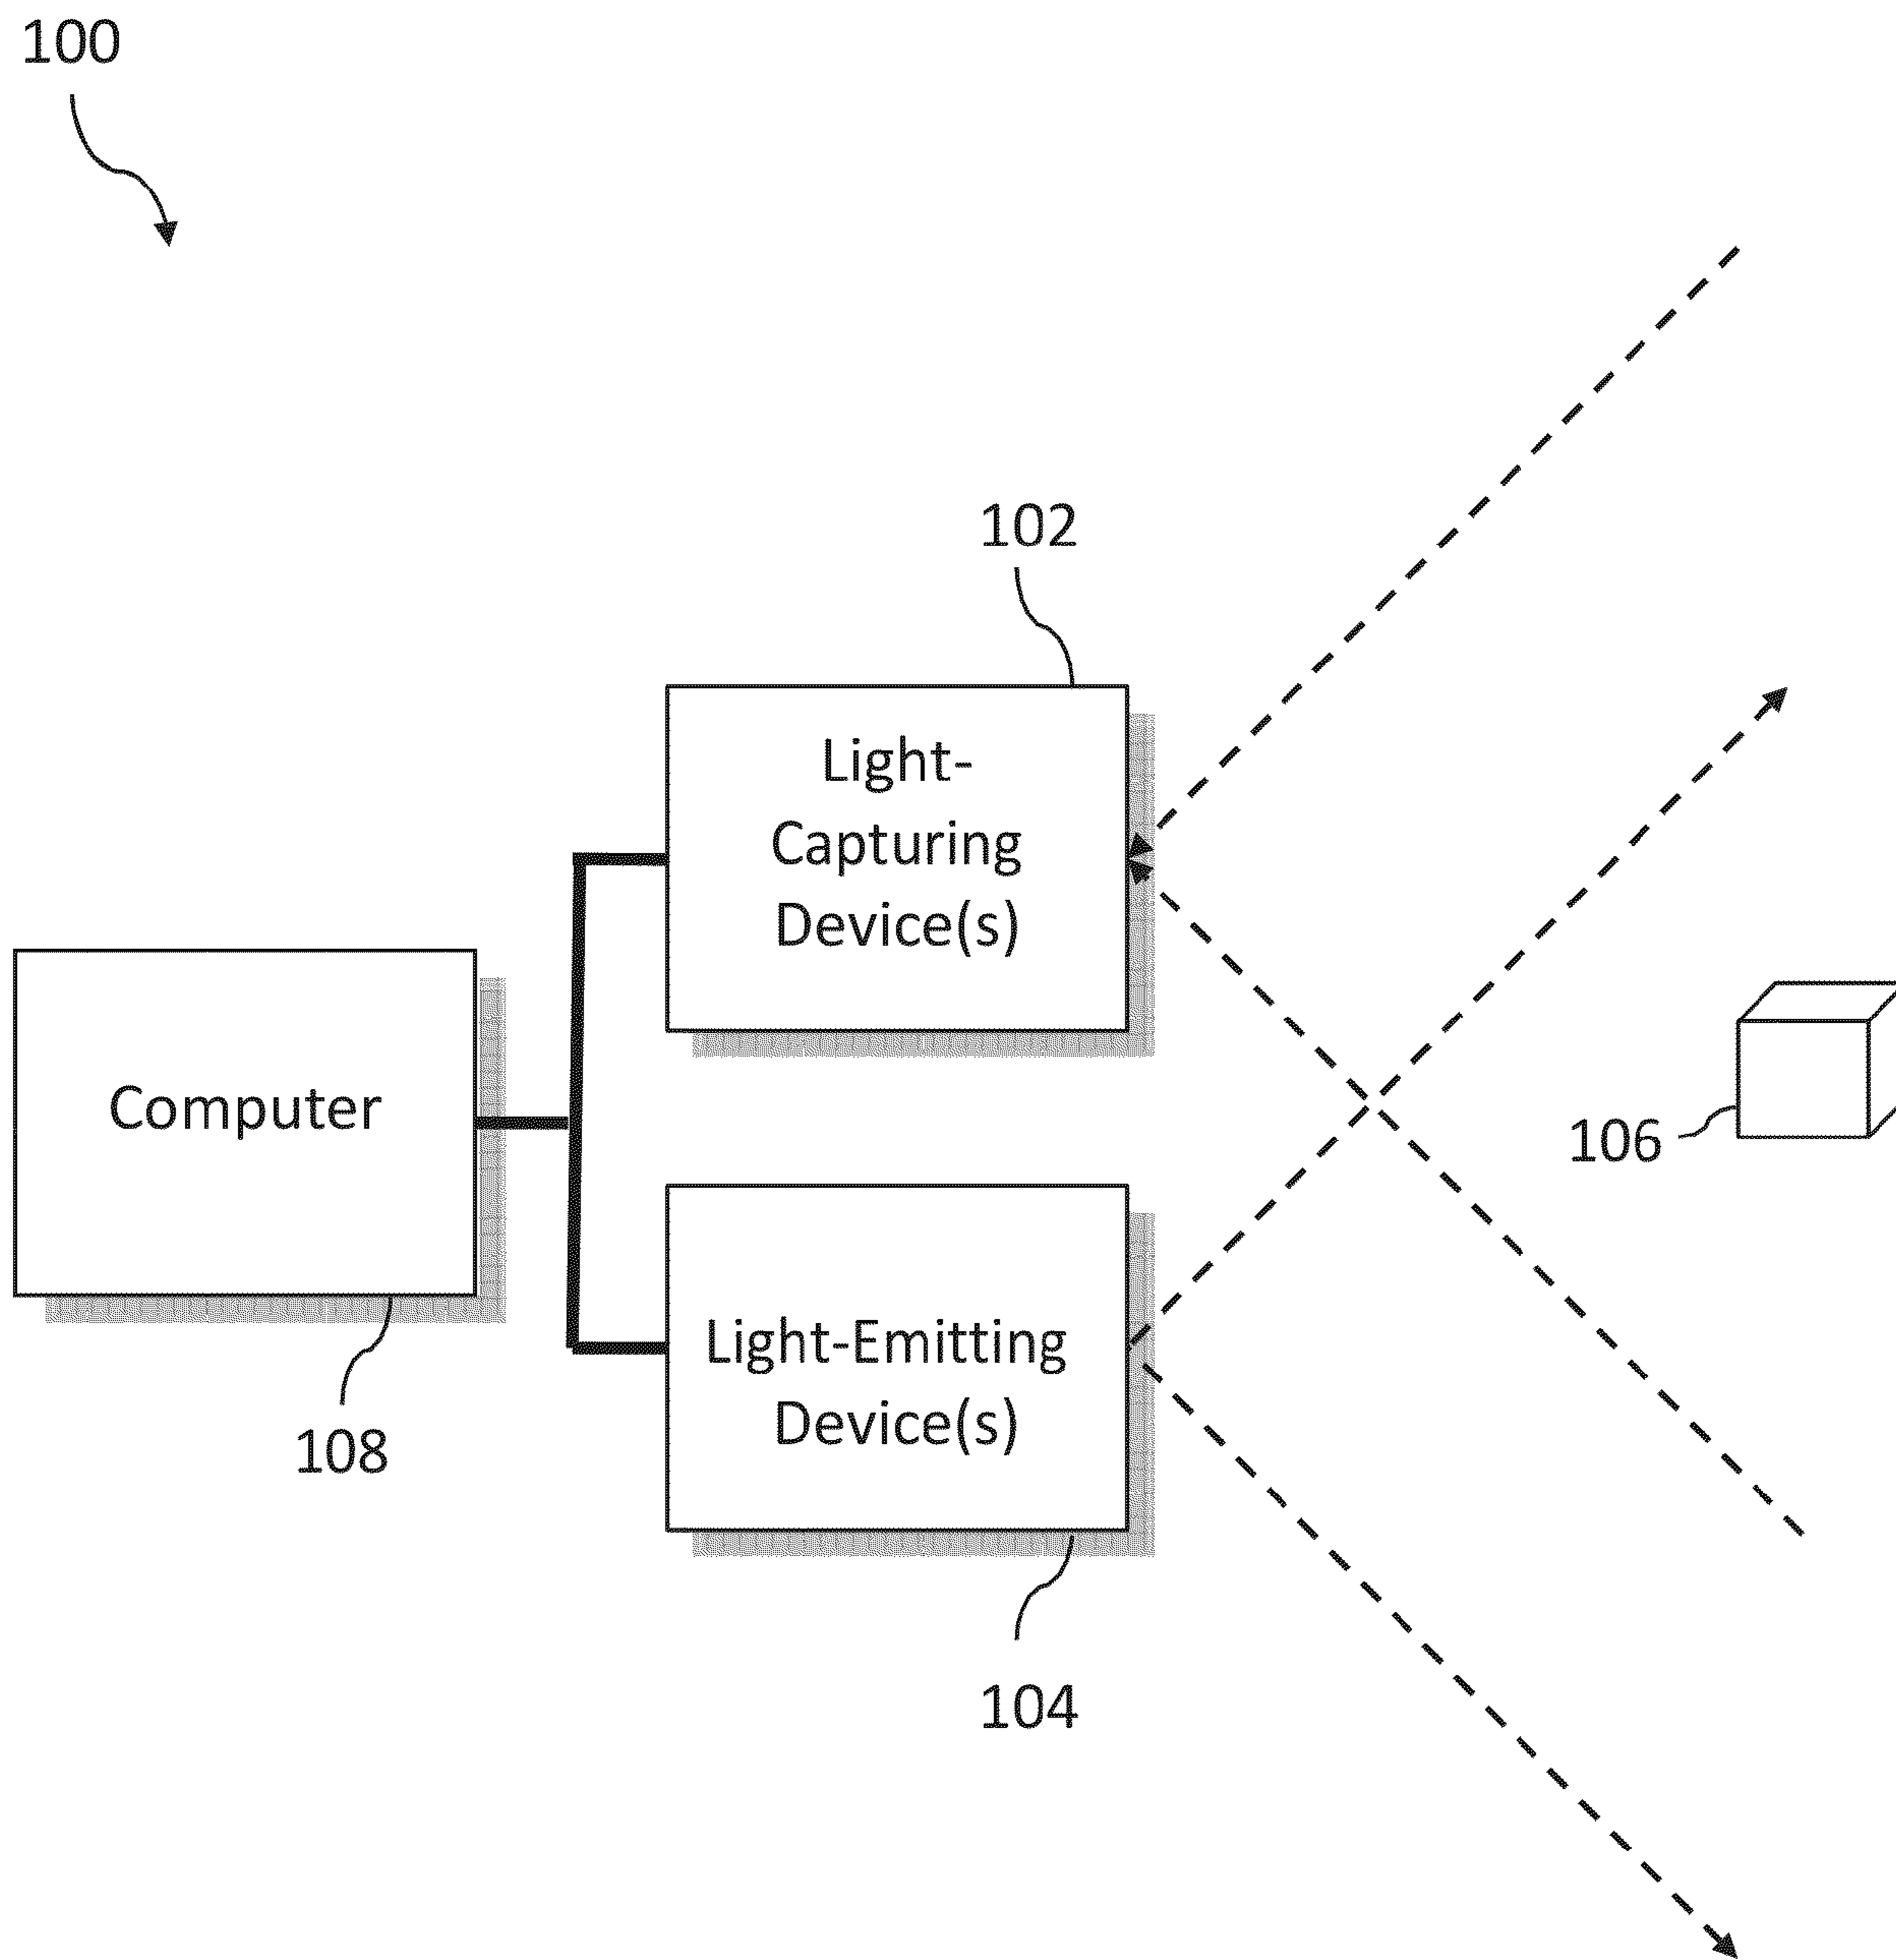 100
102
Light-
Capturing
Device(s)
Computer
106
Light-Emitting
Device(s)
108
104